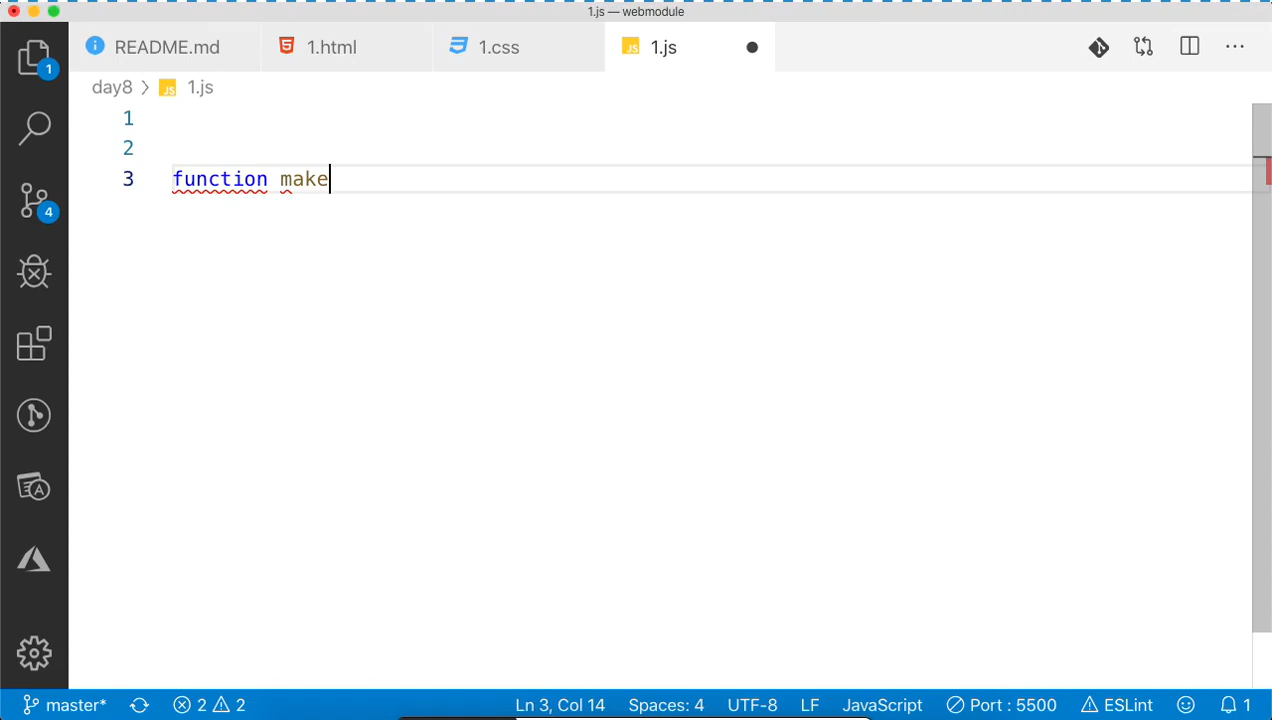 1.js — webmodule
README.md
1.html
1.css
JS 1.js
day8 > JS 1.js
1
1
2
3 function make
4
master* 2 2 Ln 3, Col 14 Spaces: 4 UTF-8 LF JavaScript Port : 5500 ESLint 1